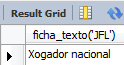 Result Grid
ficha_texto('JFL')
Xogador nacional